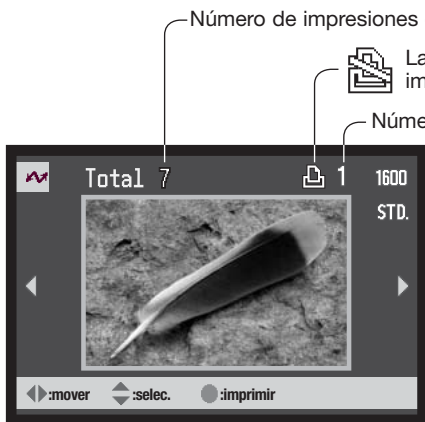 Número de impresiones
La
im
Núme
Total 7 1 1600
STD.
:mover :selec. :imprimir